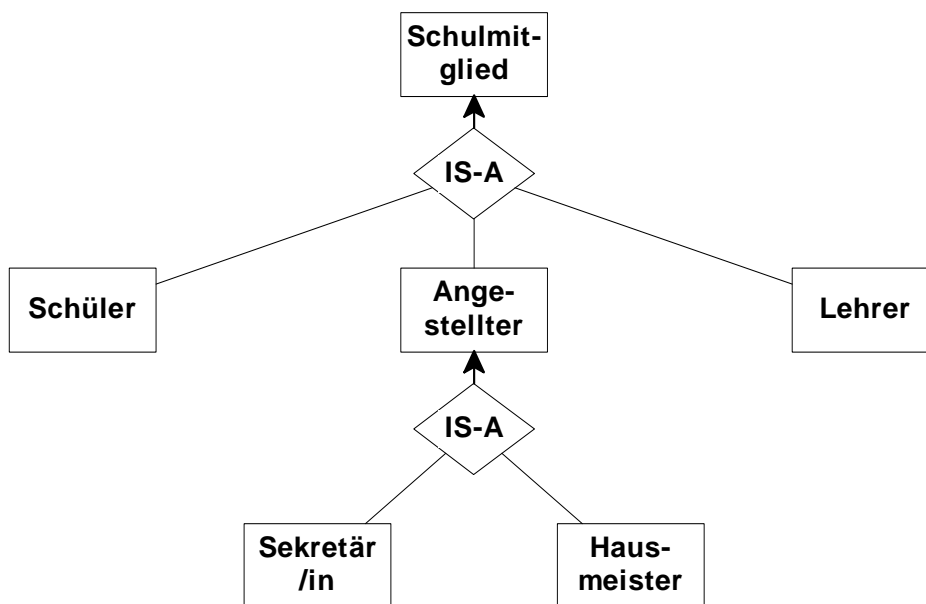 Schulmit-
glied
IS-A
Schüler
Ange-
stellter
Lehrer
IS-A
Sekretär
/in
Haus-
meister